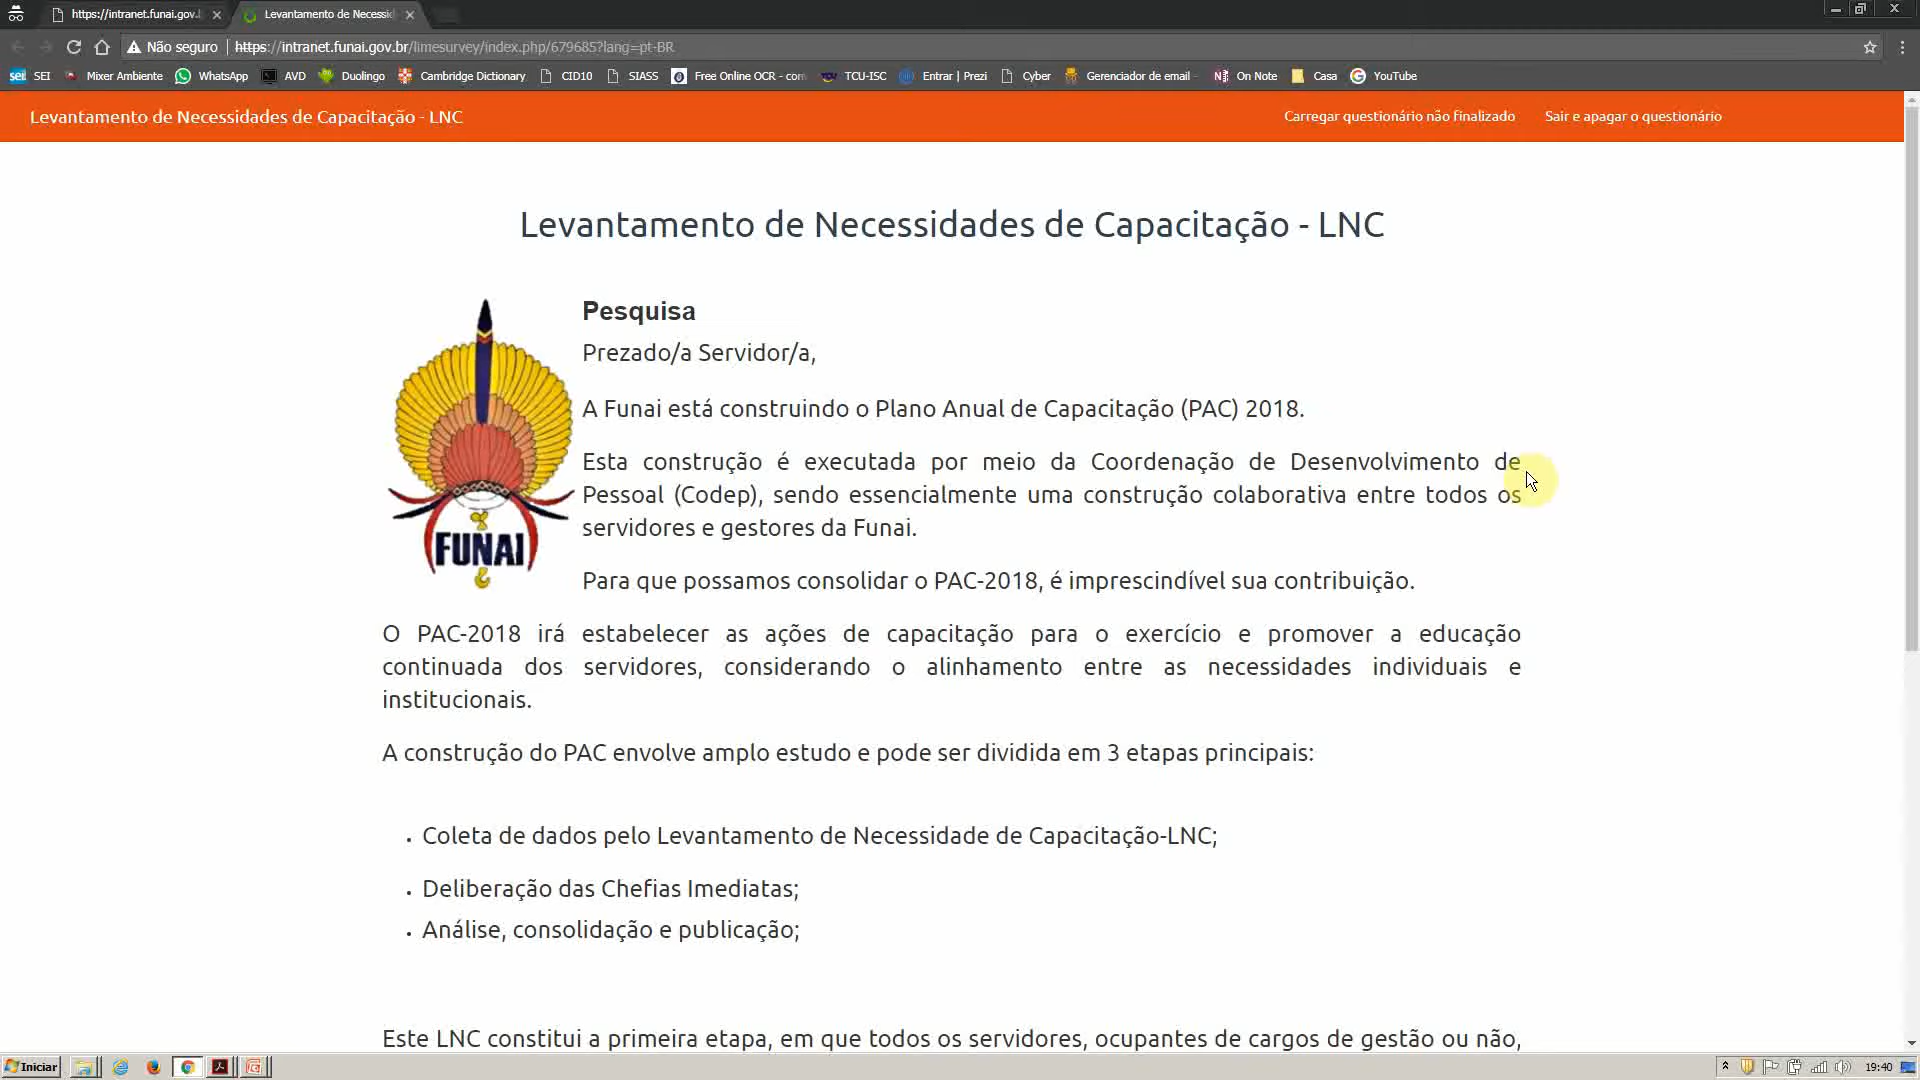 https://intranet.funai.gov.l
Levantamento de Necessid
Não seguro
https://intranet.funai.gov.br/limesurvey/index.php/679685?lang=pt-BR
SEI Mixer Ambiente WhatsApp AVD Duolingo Cambridge Dictionary CID10 SIASS Free Online OCR - con TCU-ISC Entrar | Prezi Cyber Gerenciador de email - On Note Casa YouTube
Levantamento de Necessidades de Capacitação - LNC
Carregar questionário não finalizado Sair e apagar o questionário
Levantamento de Necessidades de Capacitação - LNC
Pesquisa
Prezado/a Servidor/a,
A Funai está construindo o Plano Anual de Capacitação (PAC) 2018.
Esta construção é executada por meio da Coordenação de Desenvolvimento de
Pessoal (Codep), sendo essencialmente uma construção colaborativa entre todos os
servidores e gestores da Funai.
FUNAI
Para que possamos consolidar o PAC-2018, é imprescindível sua contribuição.
O PAC-2018 irá estabelecer as ações de capacitação para o exercício e promover a educação
continuada dos servidores, considerando o alinhamento entre as necessidades individuais e
institucionais.
A construção do PAC envolve amplo estudo e pode ser dividida em 3 etapas principais:
• Coleta de dados pelo Levantamento de Necessidade de Capacitação-LNC;
• Deliberação das Chefias Imediatas;
• Análise, consolidação e publicação;
Este LNC constitui a primeira etapa, em que todos os servidores, ocupantes de cargos de gestão ou não,
Iniciar
19:40